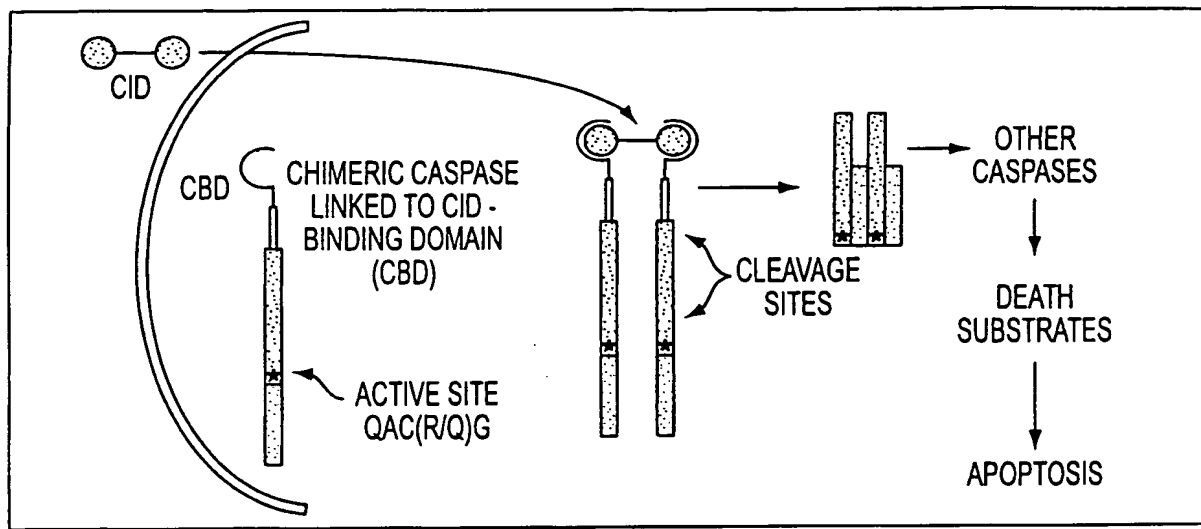 CID
CBD
CHIMERIC CASPASE
LINKED TO CID -
BINDING DOMAIN
(CBD)
ACTIVE SITE
QAC(R/Q)G
CLEAVAGE
SITES
OTHER
CASPASES
DEATH
SUBSTRATES
APOPTOSIS